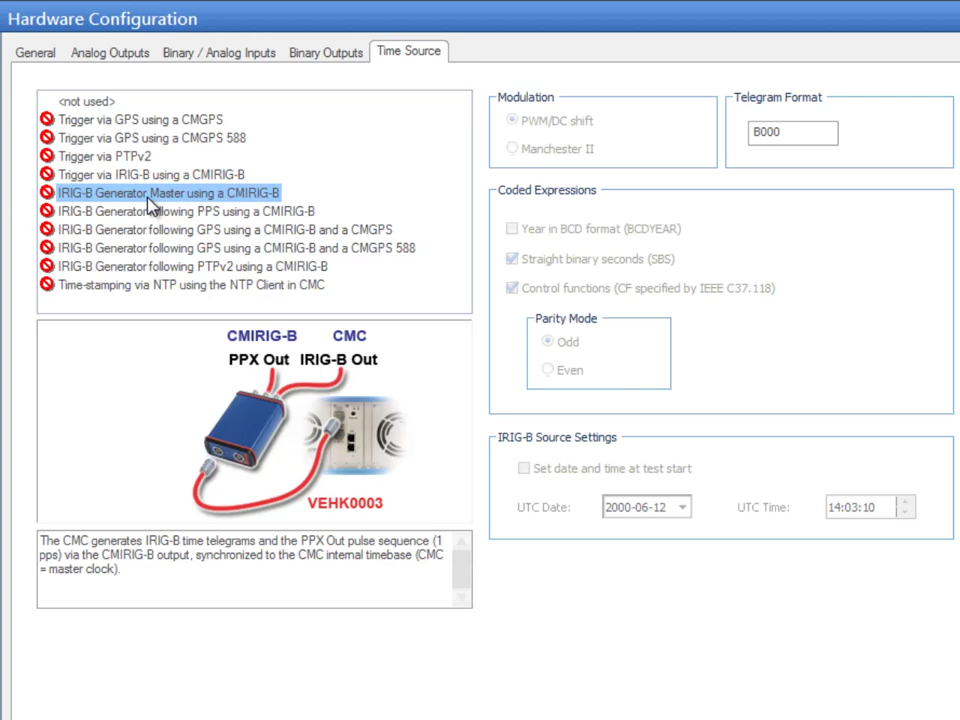 Hardware Configuration
General
Analog Outputs
Binary / Analog Inputs
Binary Outputs
Time Source
<not used>
Trigger via GPS using a CMGPS
Trigger via GPS using a CMGPS 588
Trigger via PTPv2
Trigger via IRIG-B using a CMIRIG-B
IRIG-B Generator Master using a CMIRIG-B
IRIG-B Generator following PPS using a CMIRIG-B
IRIG-B Generator following GPS using a CMIRIG-B and a CMGPS
IRIG-B Generator following GPS using a CMIRIG-B and a CMGPS 588
IRIG-B Generator following PTPv2 using a CMIRIG-B
Time-stamping via NTP using the NTP Client in CMC
CMIRIG-B CMC
PPX Out IRIG-B Out
VEHK0003
The CMC generates IRIG-B time telegrams and the PPX Out pulse sequence (1
pps) via the CMIRIG-B output, synchronized to the CMC internal timebase (CMC
= master clock).
Modulation
PWM/DC shift
Manchester II
Telegram Format
B000
Coded Expressions
Year in BCD format (BCDYEAR)
Straight binary seconds (SBS)
Control functions (CF specified by IEEE C37.118)
Parity Mode
Odd
Even
IRIG-B Source Settings
Set date and time at test start
UTC Date: 2000-06-12 UTC Time: 14:03:10